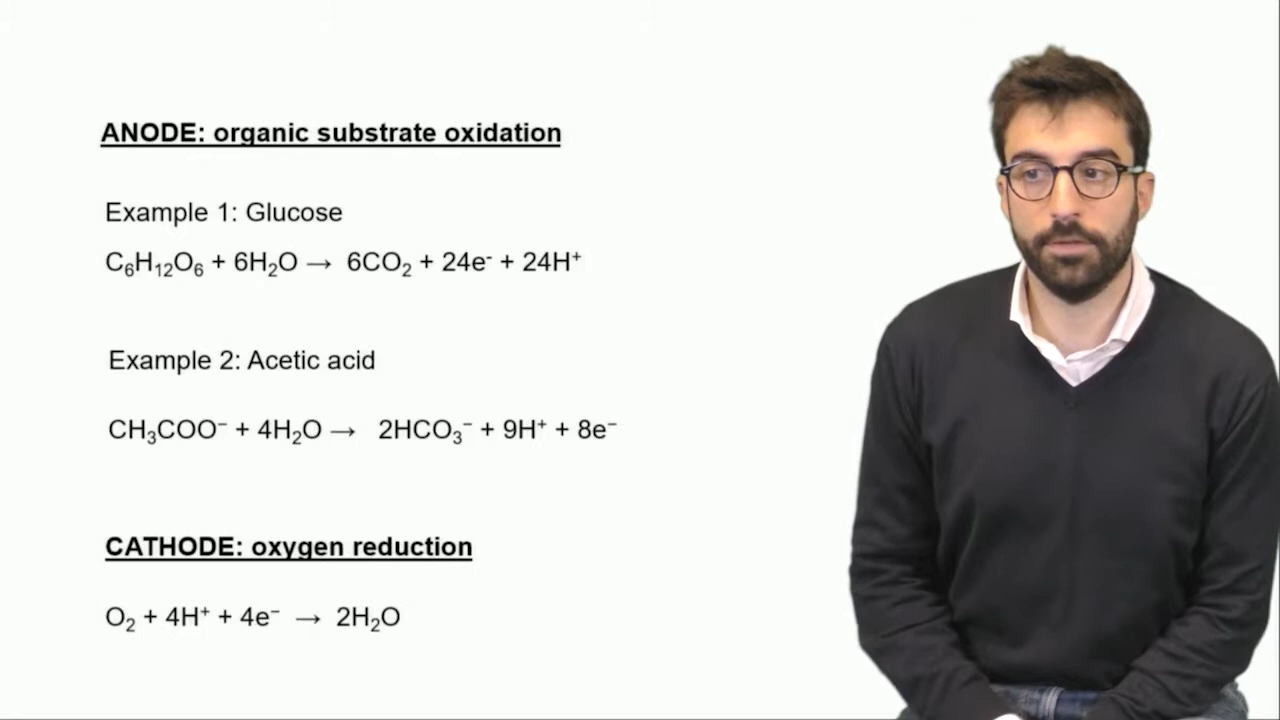 ANODE: organic substrate oxidation
Example 1: Glucose
C₆H₁₂O₆ + 6H₂O → 6CO₂ + 24e⁻ + 24H⁺
Example 2: Acetic acid
CH₃COO⁻ + 4H₂O → 2HCO₃⁻ + 9H⁺ + 8e⁻
CATHODE: oxygen reduction
O₂ + 4H⁺ + 4e⁻ → 2H₂O